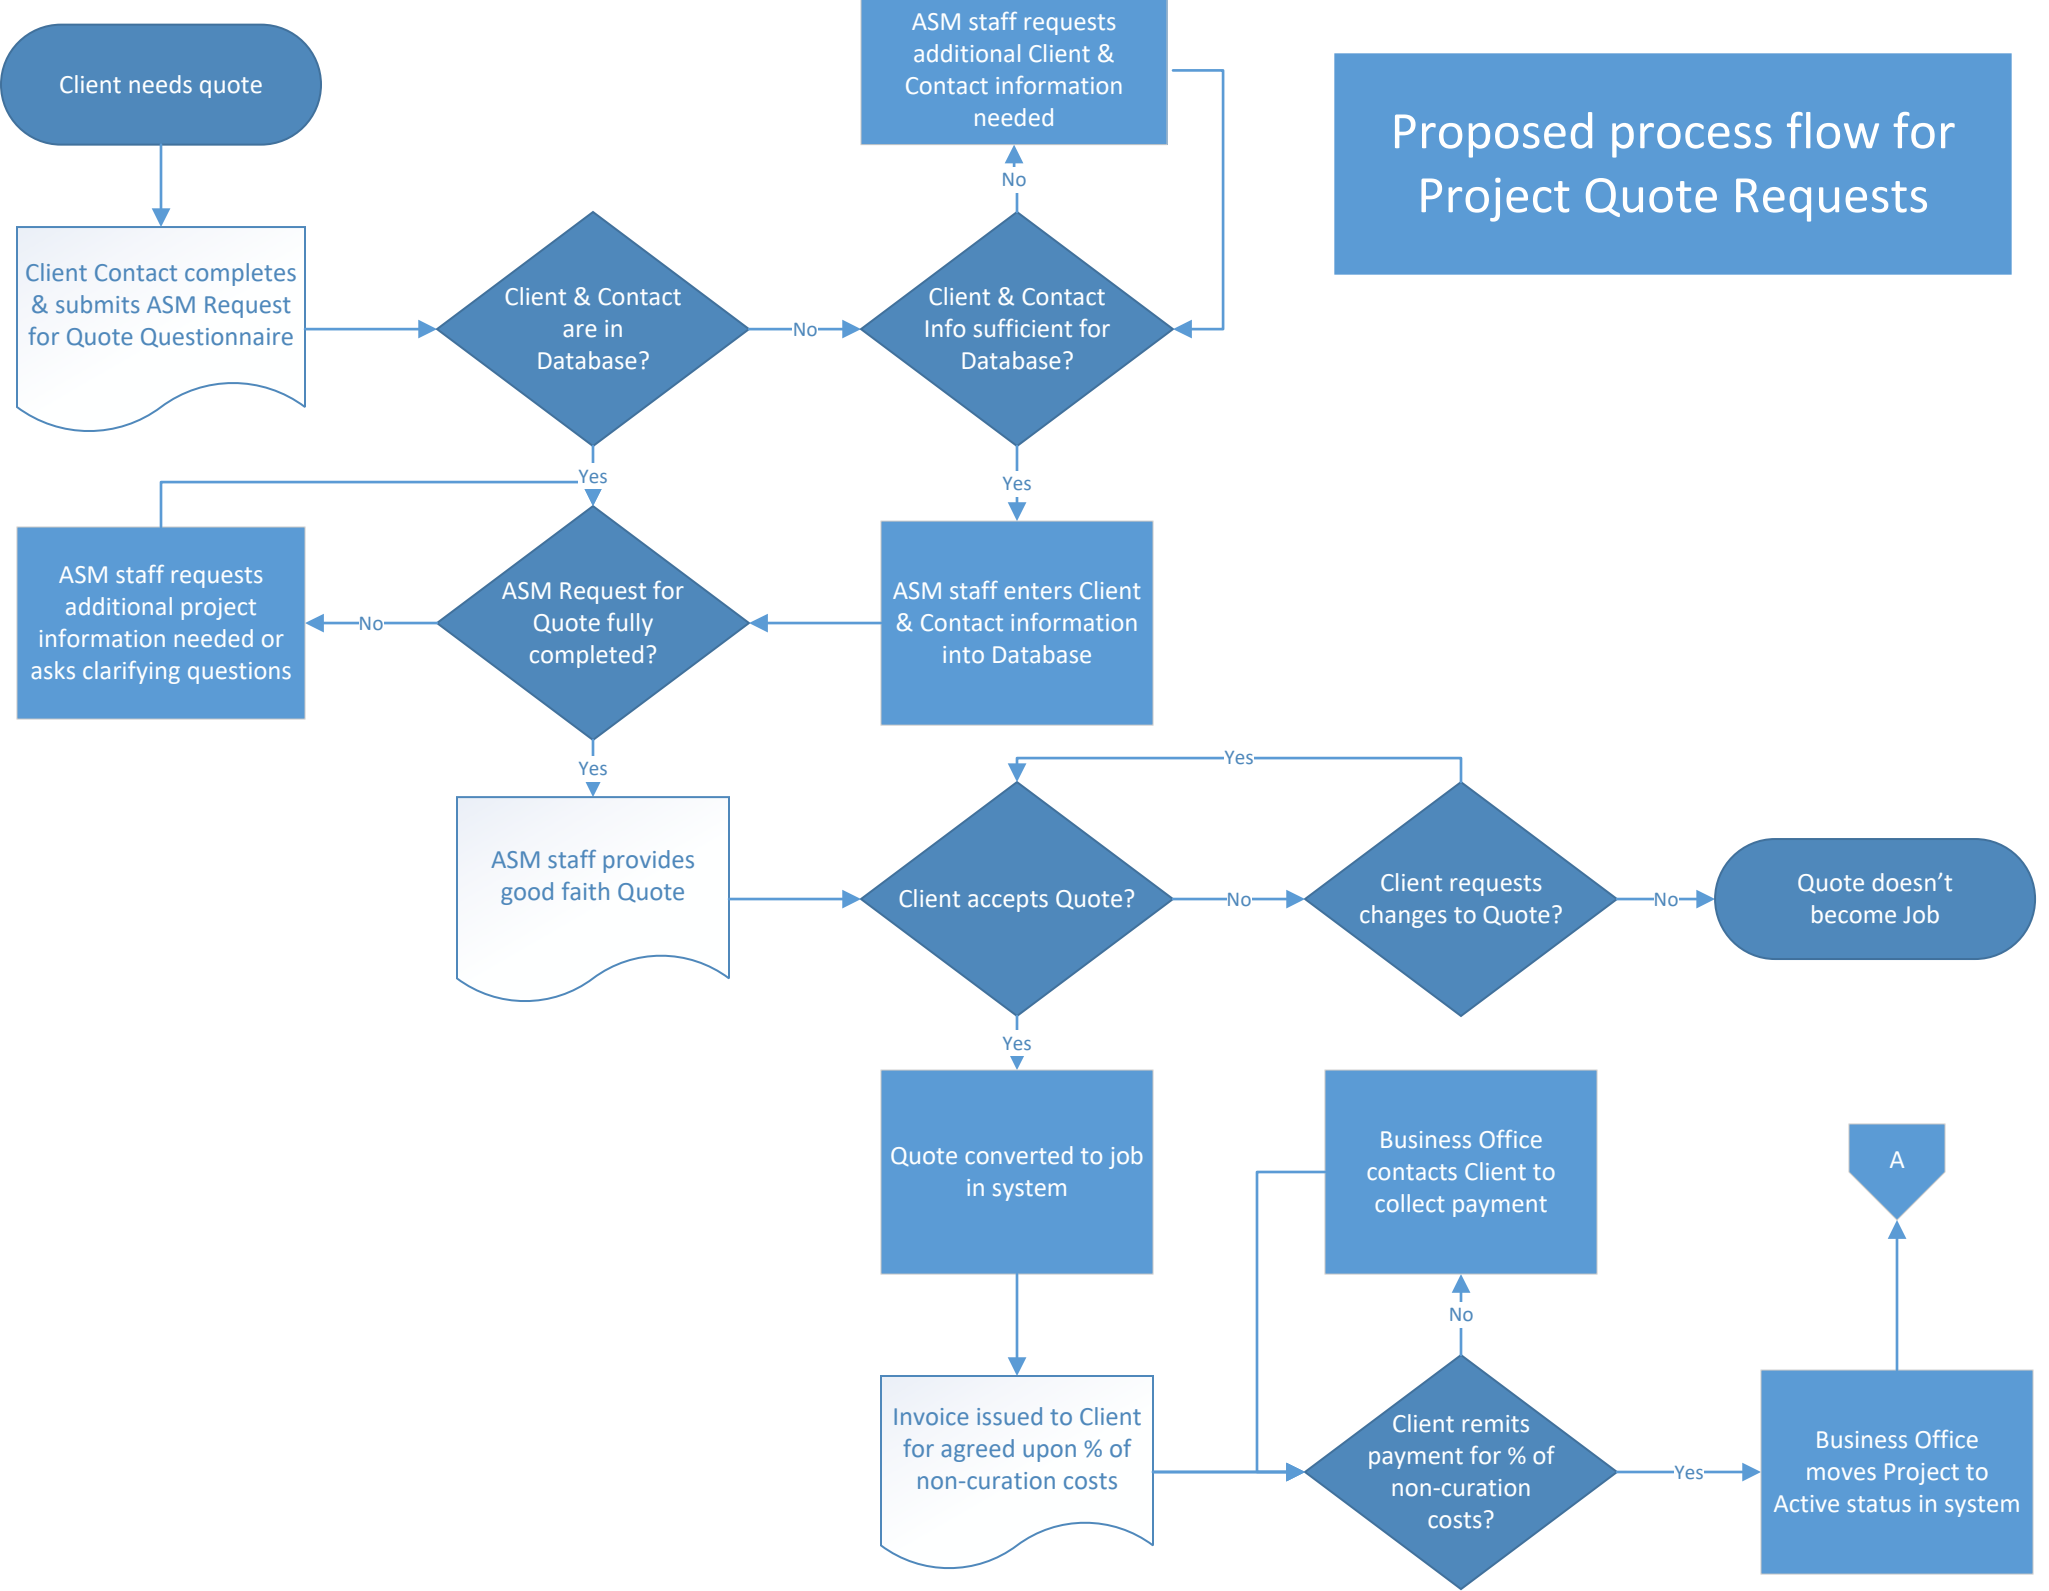 Client needs quote
ASM staff requests
additional Client &
Contact information
needed
Proposed process flow for
Project Quote Requests
No
Client Contact completes
& submits ASM Request
for Quote Questionnaire
Client & Contact
are in
Database?
No
Client & Contact
Info sufficient for
Database?
Yes
Yes
ASM staff requests
additional project
information needed or
asks clarifying questions
No
ASM Request for
Quote fully
completed?
ASM staff enters Client
& Contact information
into Database
Yes
Yes
ASM staff provides
good faith Quote
Client accepts Quote?
No
Client requests
changes to Quote?
No
Quote doesn’t
become Job
Yes
Quote converted to job
in system
Business Office
contacts Client to
collect payment
A
No
Invoice issued to Client
for agreed upon % of
non-curation costs
Client remits
payment for % of
non-curation
costs?
Yes
Business Office
moves Project to
Active status in system